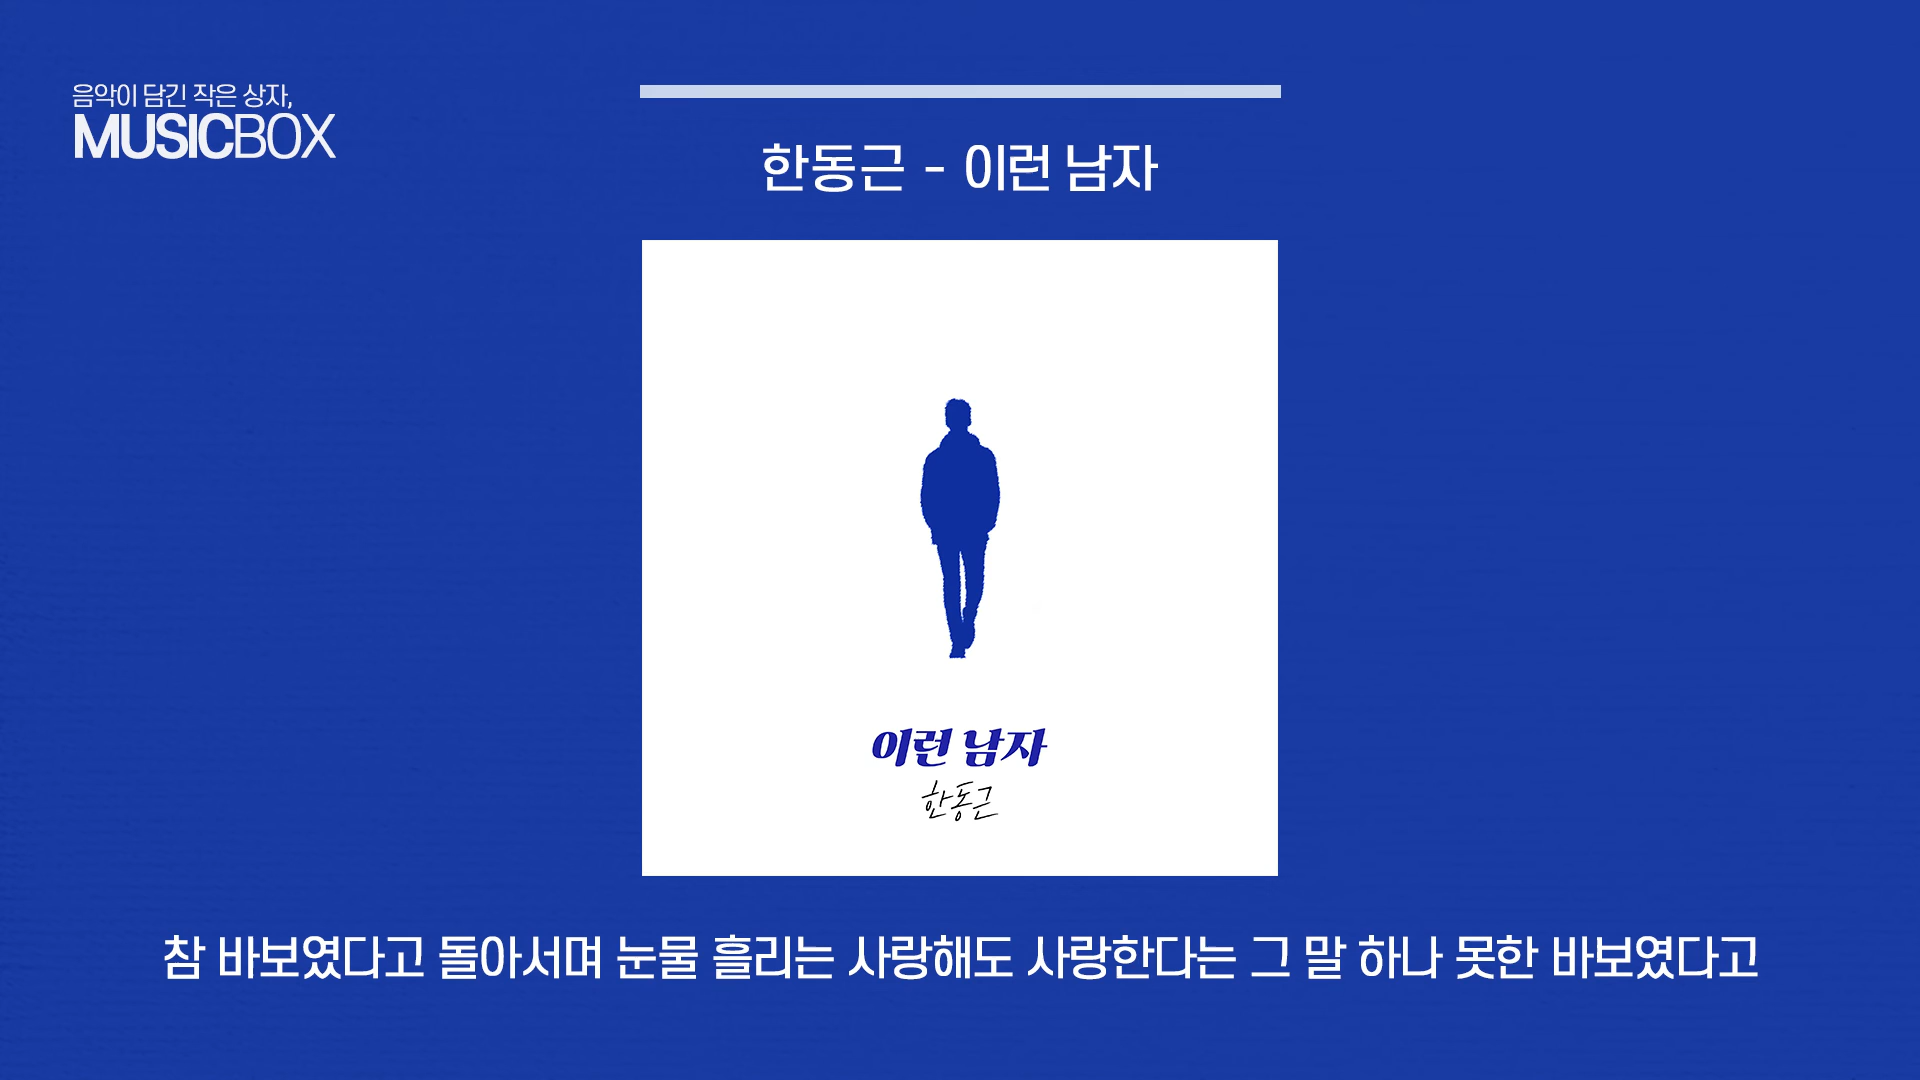 음악이 담긴 작은 상자,
MUSICBOX
한동근 - 이런 남자
이런 남자
한동근
참 바보였다고 돌아서며 눈물 흘리는 사랑해도 사랑한다는 그 말 하나 못한 바보였다고